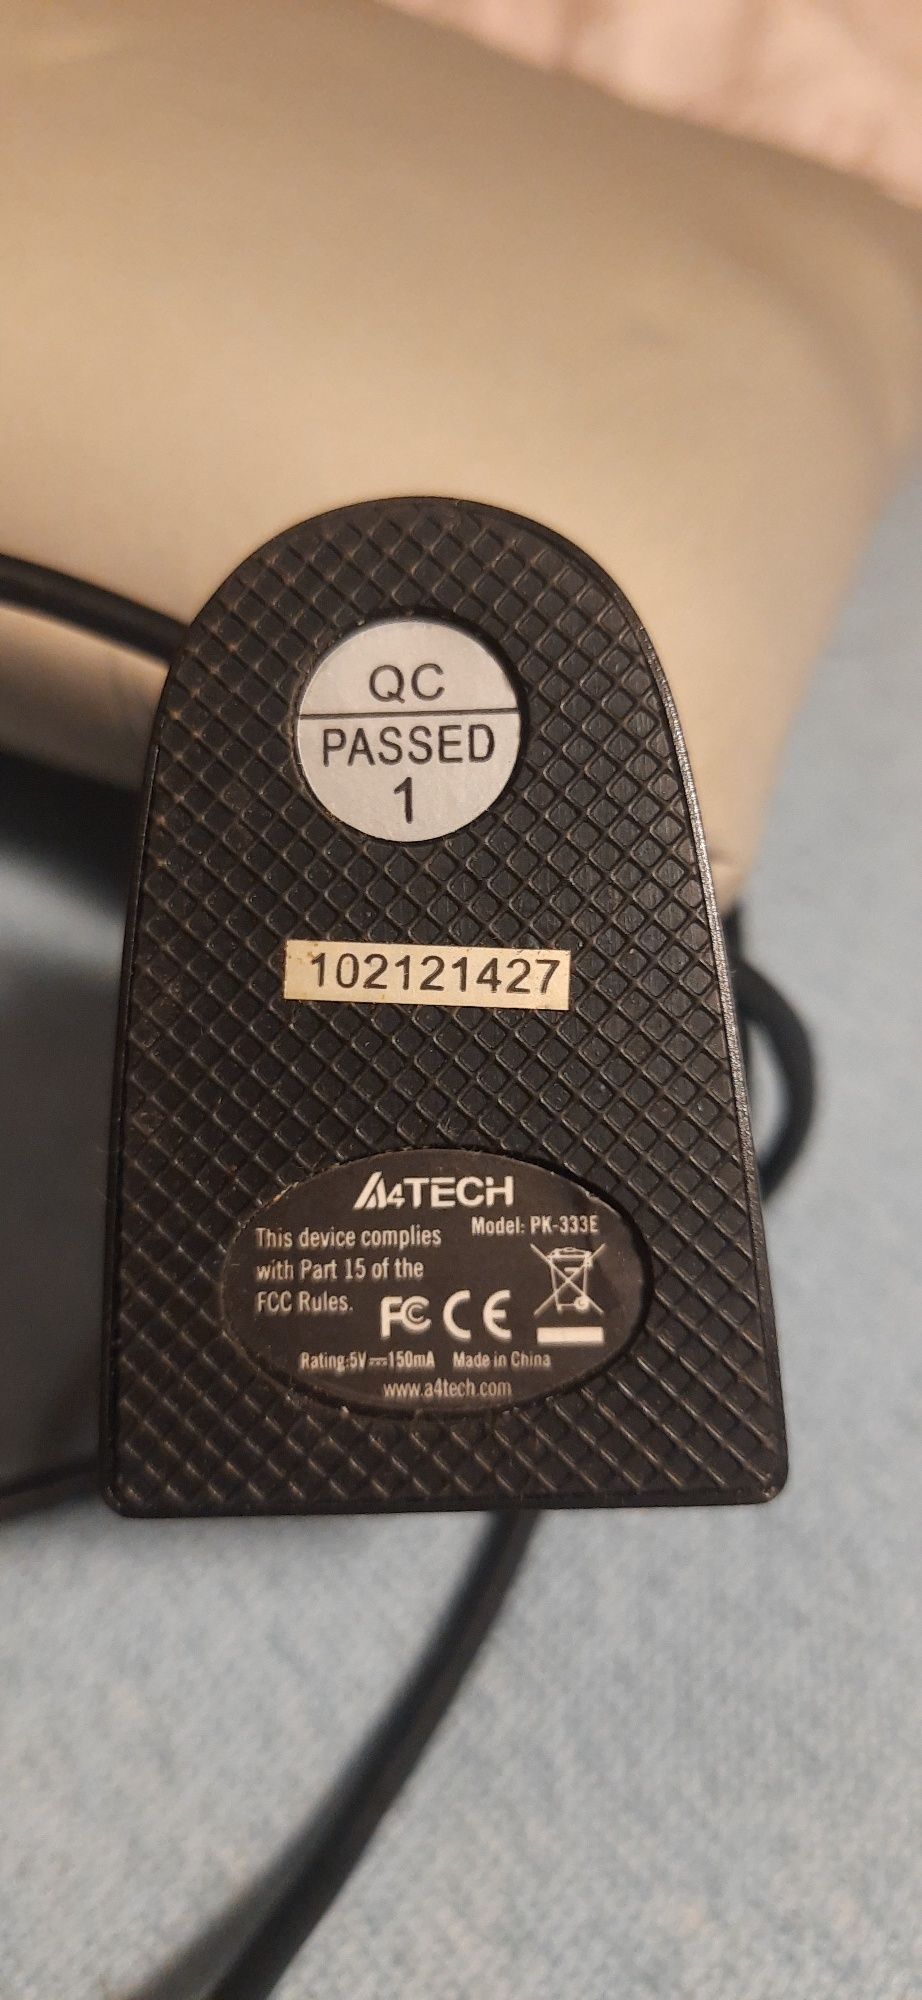 QC
PASSED
1
102121427
A4TECH
Model: PK-333E
This device complies
with Part 15 of the
FCC Rules.
FC CE
Rating:5V⎓150mA Made in China
www.a4tech.com